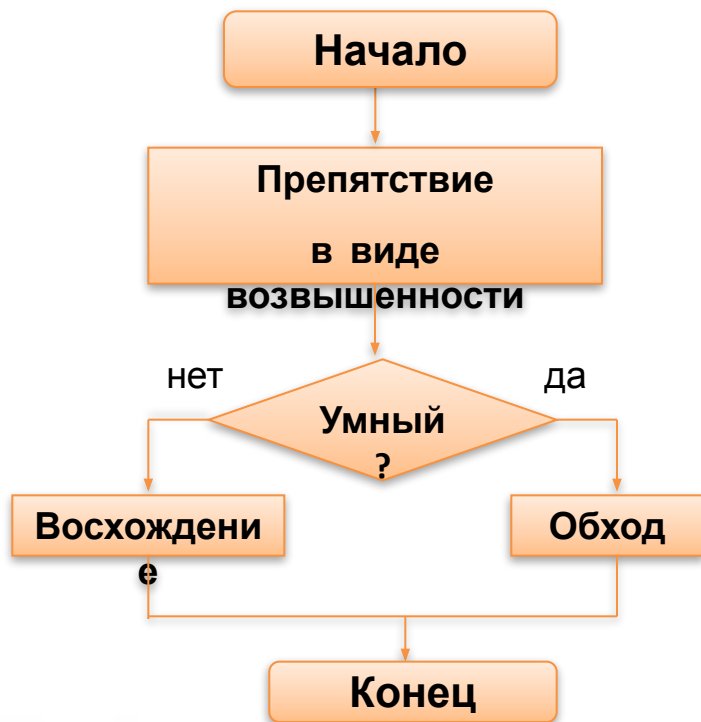 Начало
Препятствие
в виде
возвышенности
нет
да
Умный
?
Восхождени
е
Обход
Конец